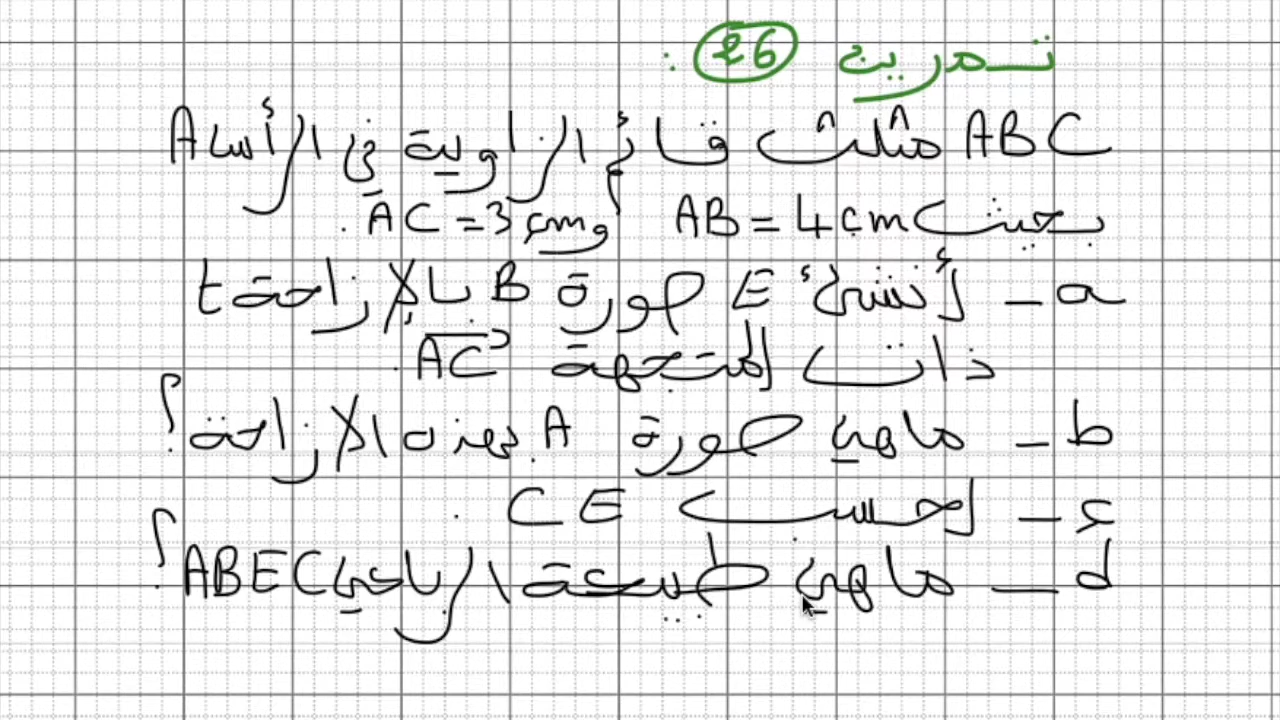 تمرين 26 :
ABC مثلث قائم الزاوية في الرأس A
بحيث AB = 4cm و AC = 3cm .
a - أنشئ E صورة B بالإزاحة t
ذات المتجهة AC .
b - ماهي صورة A بهذه الإزاحة ؟
c - احسب CE .
d - ماهي طبيعة الرباعي ABEC ؟